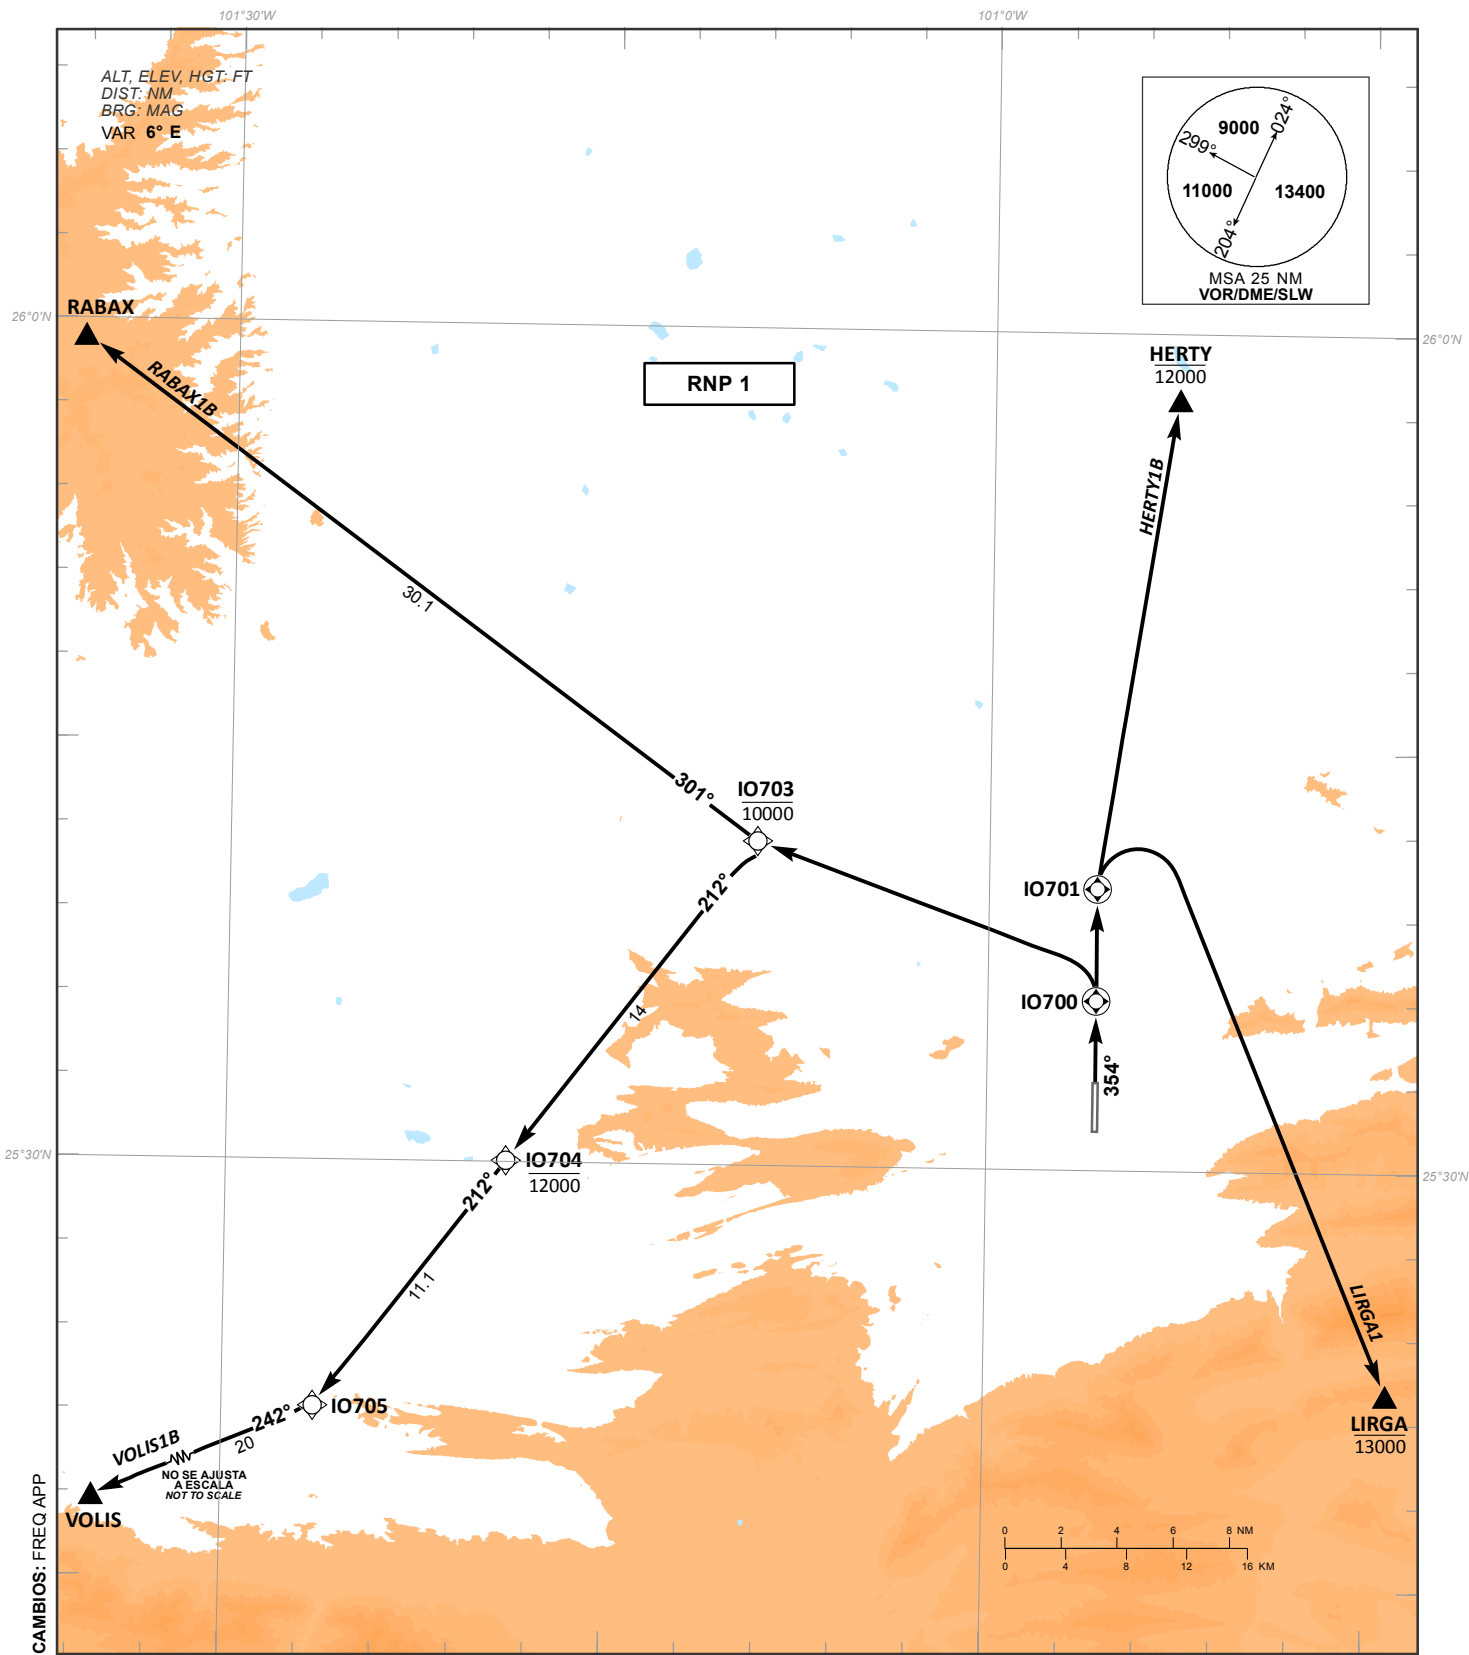 101°30'W
101°0'W
ALT, ELEV, HGT: FT
DIST: NM
BRG: MAG
VAR 6° E
9000
024°
299°
11000
13400
204°
MSA 25 NM
VOR/DME/SLW
RABAX
26°0'N
26°0'N
RABAX1B
RNP 1
HERTY
12000
HERTY1B
30.1
301°
IO703
10000
212°
IO701
IO700
14
354°
25°30'N
IO704
12000
25°30'N
212°
11.1
LIRGA1
IO705
242°
20
VOLIS1B
NO SE AJUSTA
A ESCALA
NOT TO SCALE
VOLIS
LIRGA
13000
0 2 4 6 8 NM
0 4 8 12 16 KM
CAMBIOS: FREQ APP